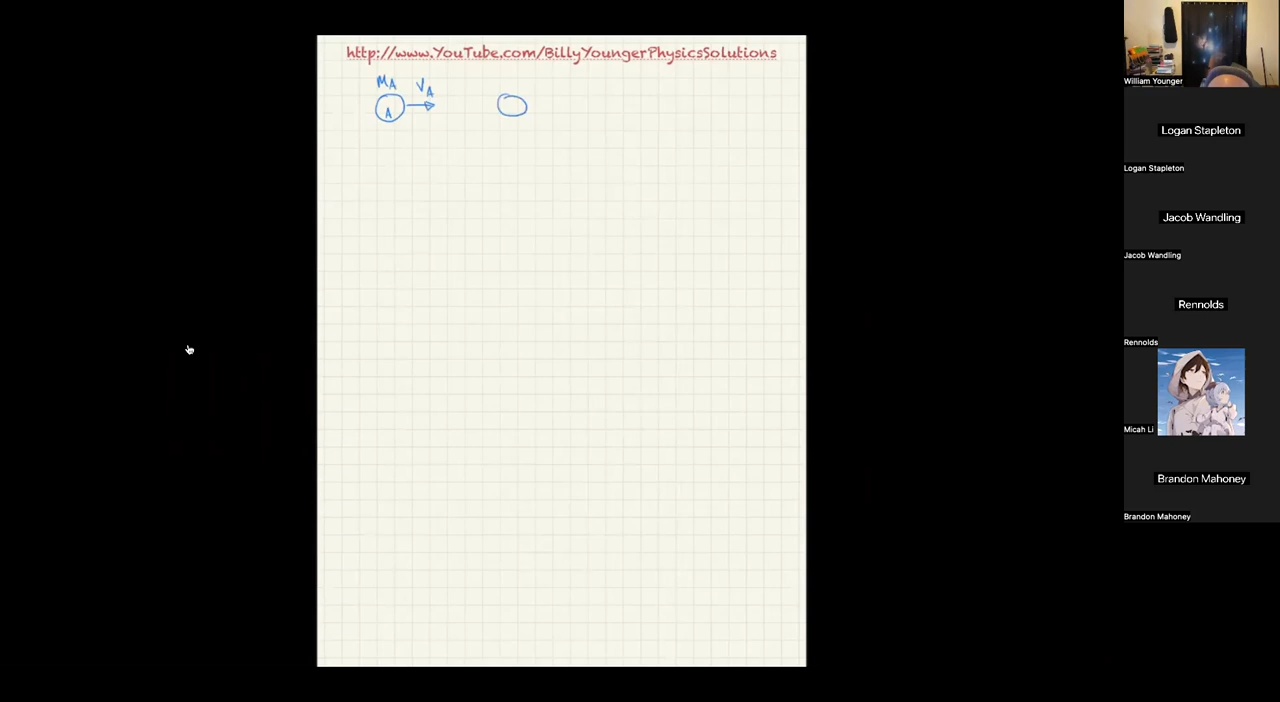 http://www.YouTube.com/BillyYoungerPhysicsSolutions
MA
VA
A
William Younger
Logan Stapleton
Logan Stapleton
Jacob Wandling
Jacob Wandling
Rennolds
Rennolds
Micah Li
Brandon Mahoney
Brandon Mahoney